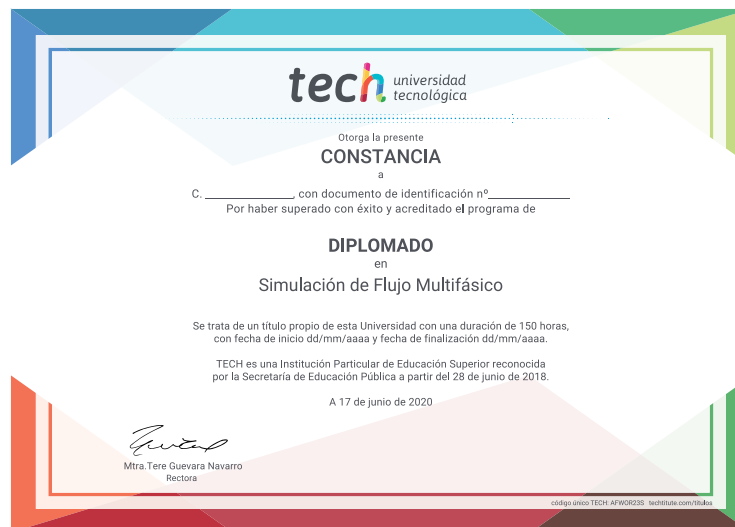 tech universidad
tecnológica
Otorga la presente
CONSTANCIA
a
C. ________________, con documento de identificación nº______________
Por haber superado con éxito y acreditado el programa de
DIPLOMADO
en
Simulación de Flujo Multifásico
Se trata de un título propio de esta Universidad con una duración de 150 horas,
con fecha de inicio dd/mm/aaaa y fecha de finalización dd/mm/aaaa.
TECH es una Institución Particular de Educación Superior reconocida
por la Secretaría de Educación Pública a partir del 28 de junio de 2018.
A 17 de junio de 2020
Mtra.Tere Guevara Navarro
Rectora
código único TECH: AFWOR23S techtitute.com/titulos